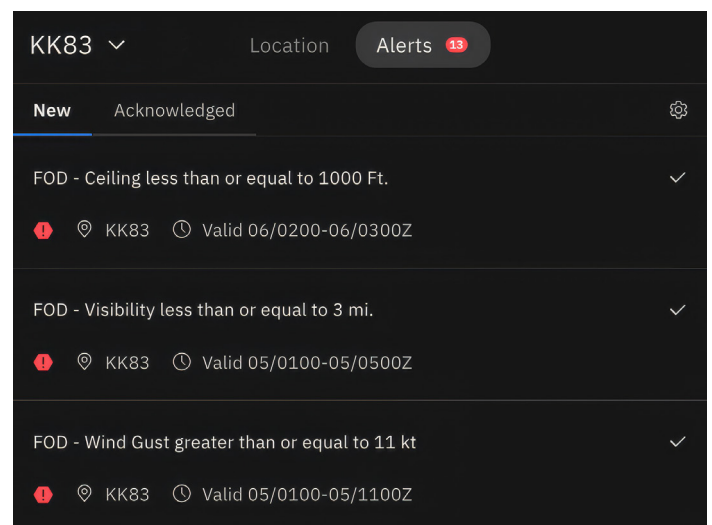 KK83 Location Alerts 13
New Acknowledged
FOD - Ceiling less than or equal to 1000 Ft.
KK83 Valid 06/0200-06/0300Z
FOD - Visibility less than or equal to 3 mi.
KK83 Valid 05/0100-05/0500Z
FOD - Wind Gust greater than or equal to 11 kt
KK83 Valid 05/0100-05/1100Z